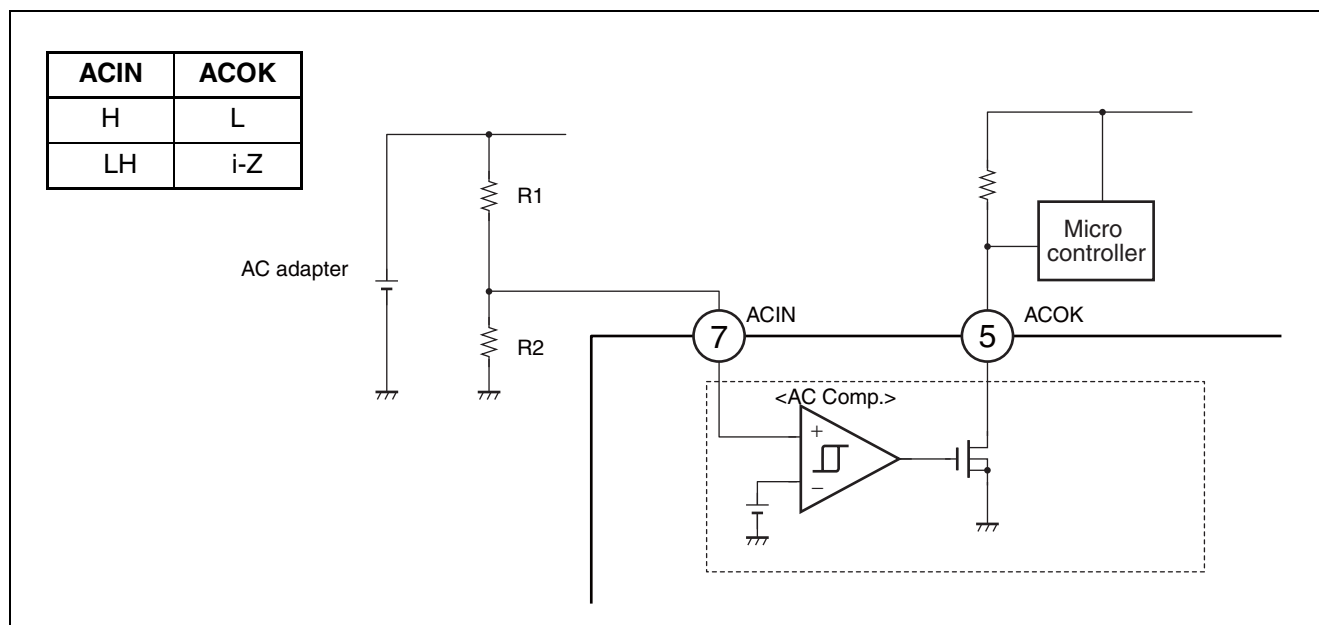 ACIN ACOK
H L
LH i-Z
R1
AC adapter
R2
Micro
controller
7 ACIN
5 ACOK
<AC Comp.>
+
−